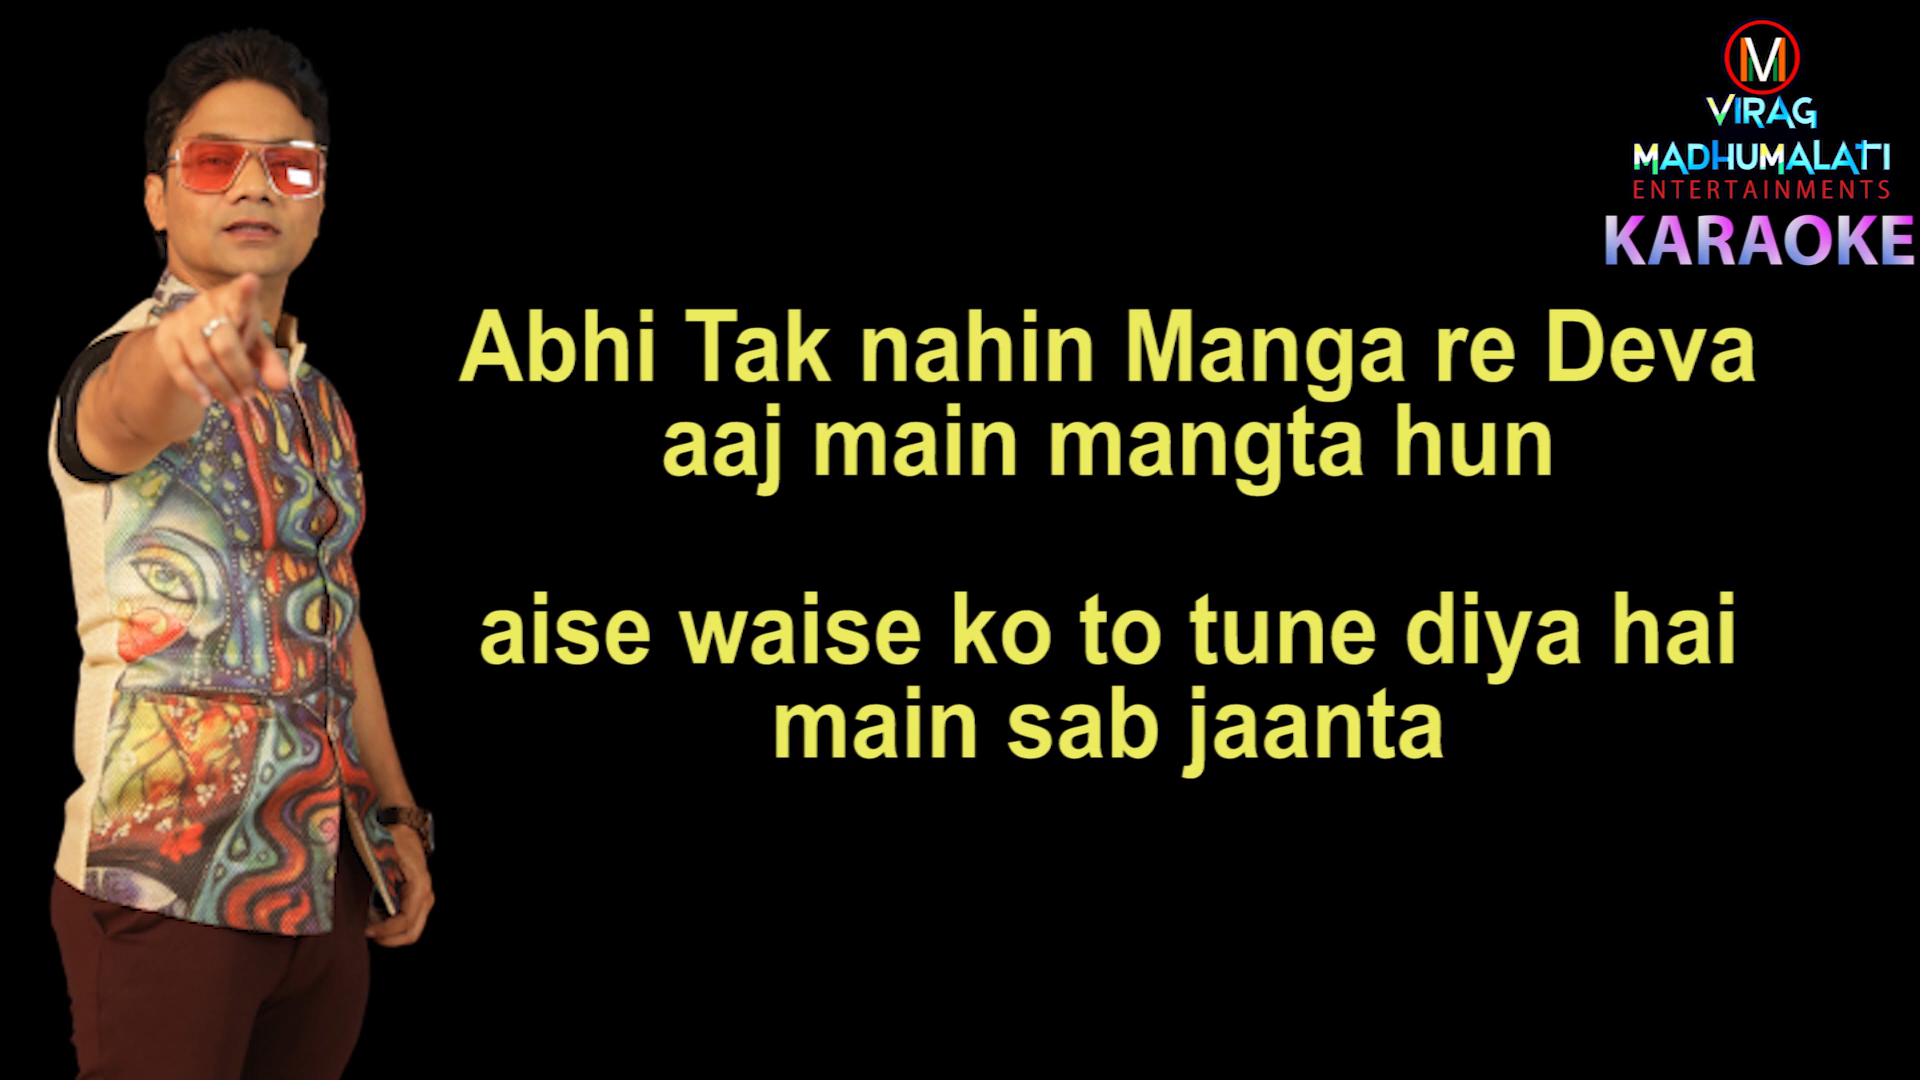 M
VIRAG
MADHUMALATI
ENTERTAINMENTS
KARAOKE
Abhi Tak nahin Manga re Deva
aaj main mangta hun
aise waise ko to tune diya hai
main sab jaanta